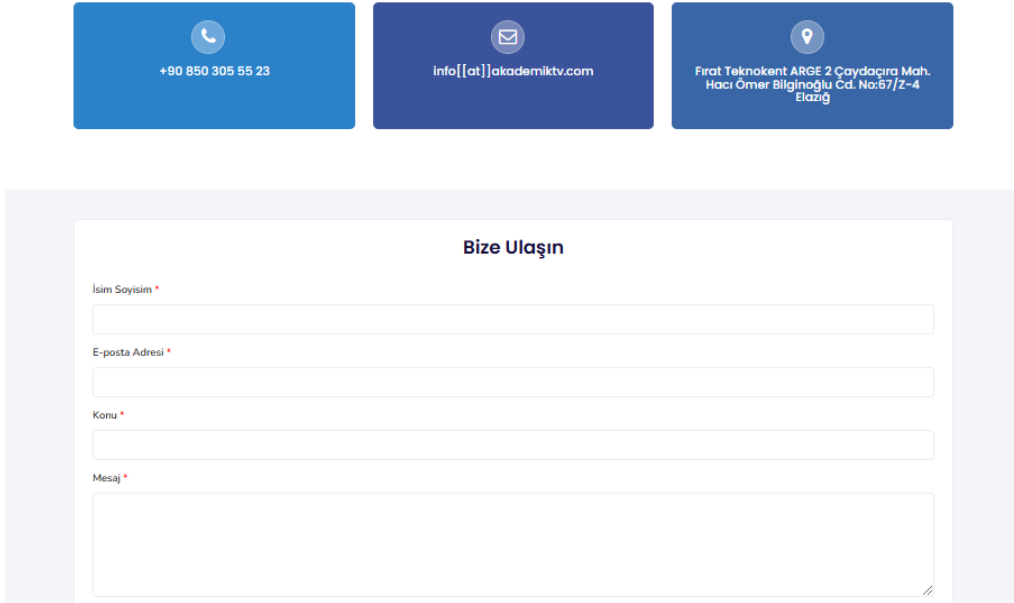 +90 850 305 55 23
info[[at]]akademiktv.com
Fırat Teknokent ARGE 2 Çaydaçıra Mah.
Hacı Ömer Bilginoğlu Cd. No:67/Z-4
Elazığ
Bize Ulaşın
İsim Soyisim *
E-posta Adresi *
Konu *
Mesaj *